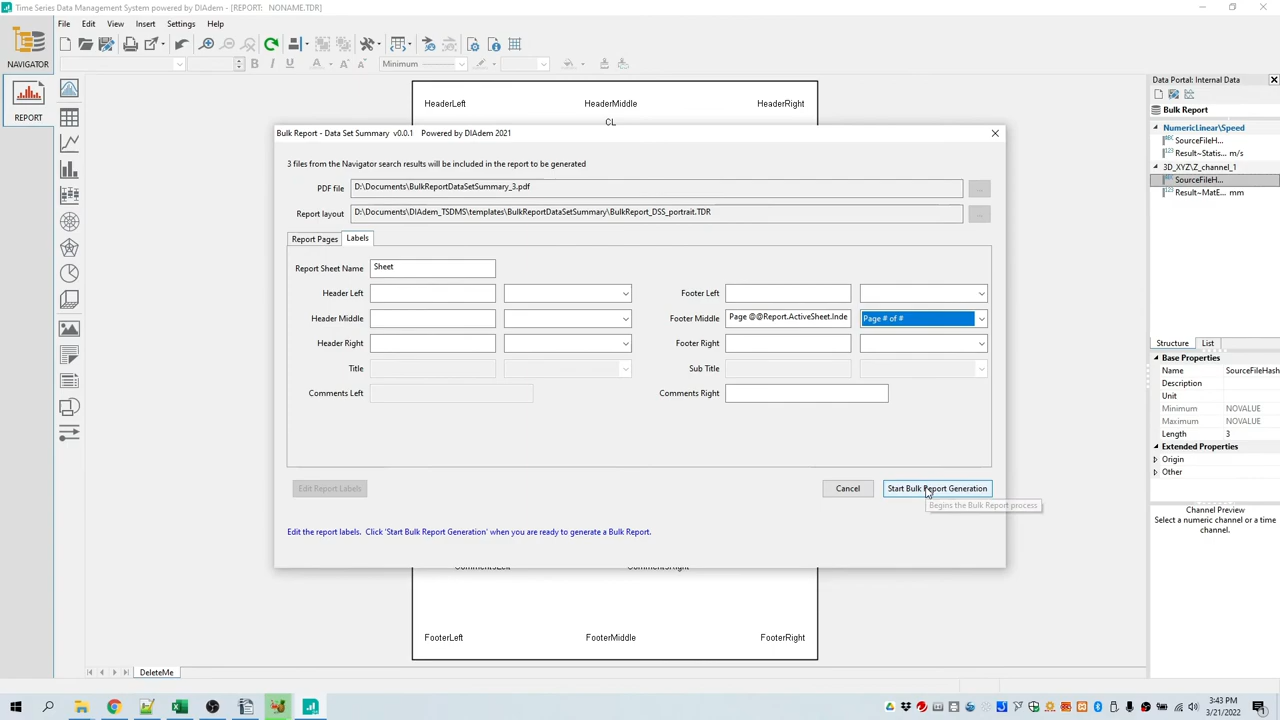 Time Series Data Management System powered by DIAdem - [REPORT:   NONAME.TDR]
File Edit View Insert Settings Help
NAVIGATOR
Minimum
REPORT
Data Portal: Internal Data
Bulk Report
NumericLinear\Speed
SourceFileH...
Result~Statis... m/s
3D_XYZ\Z_channel_1
SourceFileH...
Result~MatE... mm
HeaderLeft HeaderMiddle HeaderRight
CL
Bulk Report - Data Set Summary v0.0.1 Powered by DIAdem 2021
3 files from the Navigator search results will be included in the report to be generated
PDF file D:\Documents\BulkReportDataSetSummary_3.pdf ...
Report layout D:\Documents\DIAdem_TSDMS\templates\BulkReportDataSetSummary\BulkReport_DSS_portrait.TDR ...
Report Pages Labels
Report Sheet Name Sheet
Header Left Footer Left
Header Middle Footer Middle Page @@Report.ActiveSheet.Inde Page # of #
Header Right Footer Right
Title Sub Title
Comments Left Comments Right
Edit Report Labels Cancel Start Bulk Report Generation
Begins the Bulk Report process
Edit the report labels. Click 'Start Bulk Report Generation' when you are ready to generate a Bulk Report.
CommentsLeft CommentsRight
FooterLeft FooterMiddle FooterRight
DeleteMe
Structure List
Base Properties
Name SourceFileHash
Description
Unit
Minimum NOVALUE
Maximum NOVALUE
Length 3
Extended Properties
Origin
Other
Channel Preview
Select a numeric channel or a time channel.
3:43 PM
3/21/2022